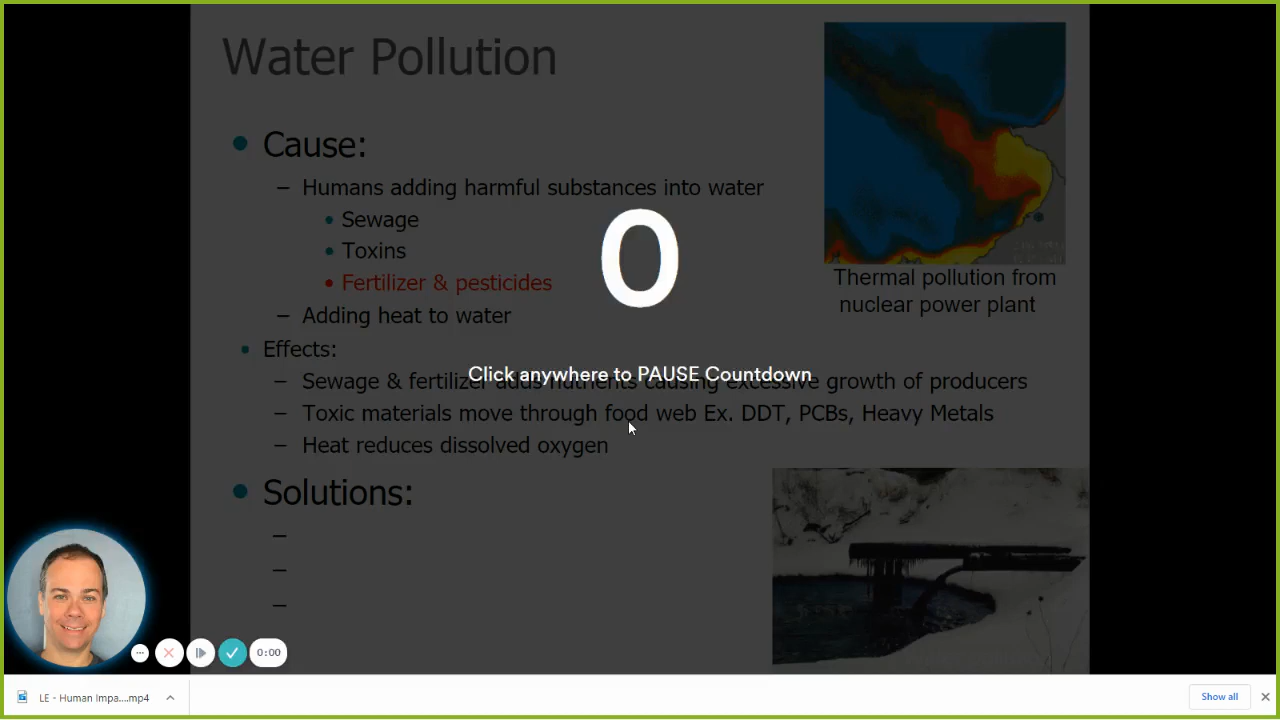 Water Pollution
Cause:
– Humans adding harmful substances into water
Sewage
Toxins
Fertilizer & pesticides
– Adding heat to water
Thermal pollution from
nuclear power plant
0
Click anywhere to PAUSE Countdown
Effects:
– Sewage & fertilizer adds nutrients causing excessive growth of producers
– Toxic materials move through food web Ex. DDT, PCBs, Heavy Metals
– Heat reduces dissolved oxygen
Solutions:
–
–
–
0:00
LE - Human Impa....mp4
Show all